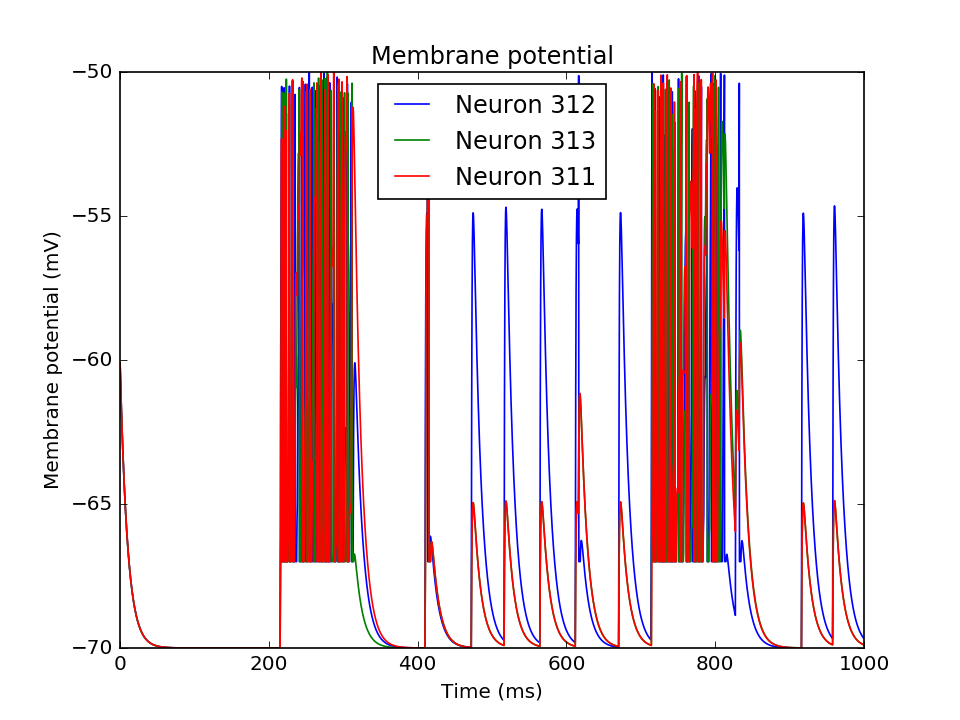 Membrane potential
Neuron 312
Neuron 313
Neuron 311
Membrane potential (mV)
−50
−55
−60
−65
−70
0 200 400 600 800 1000
Time (ms)